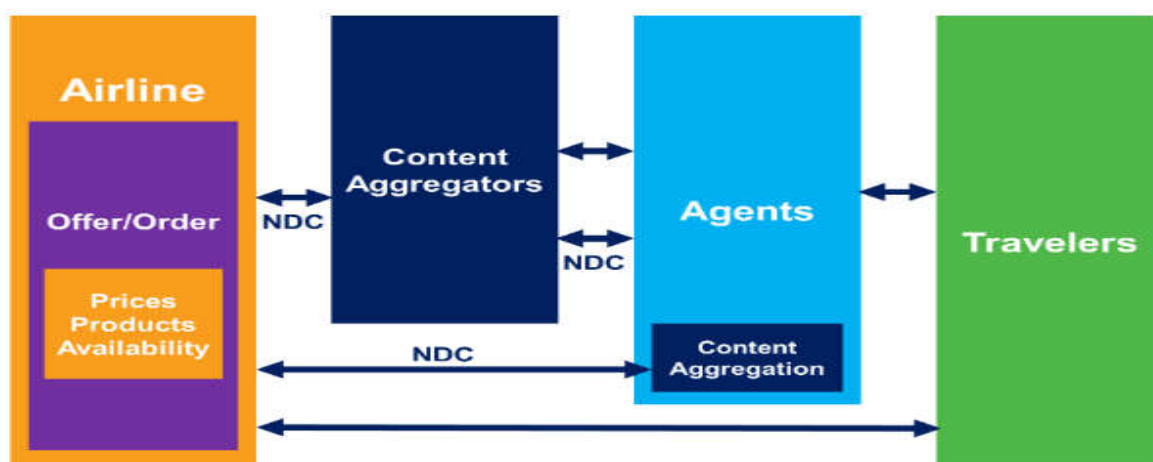 Airline
Offer/Order
Prices
Products
Availability
NDC
Content
Aggregators
NDC
NDC
Agents
Content
Aggregation
Travelers